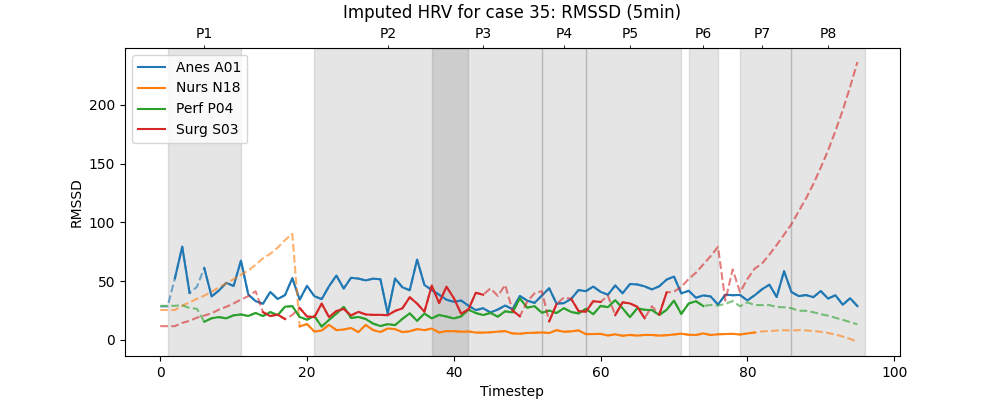 Imputed HRV for case 35: RMSSD (5min)
P1 P2 P3 P4 P5 P6 P7 P8
Anes A01
Nurs N18
Perf P04
Surg S03
RMSSD
200
150
100
50
0
0 20 40 60 80 100
Timestep